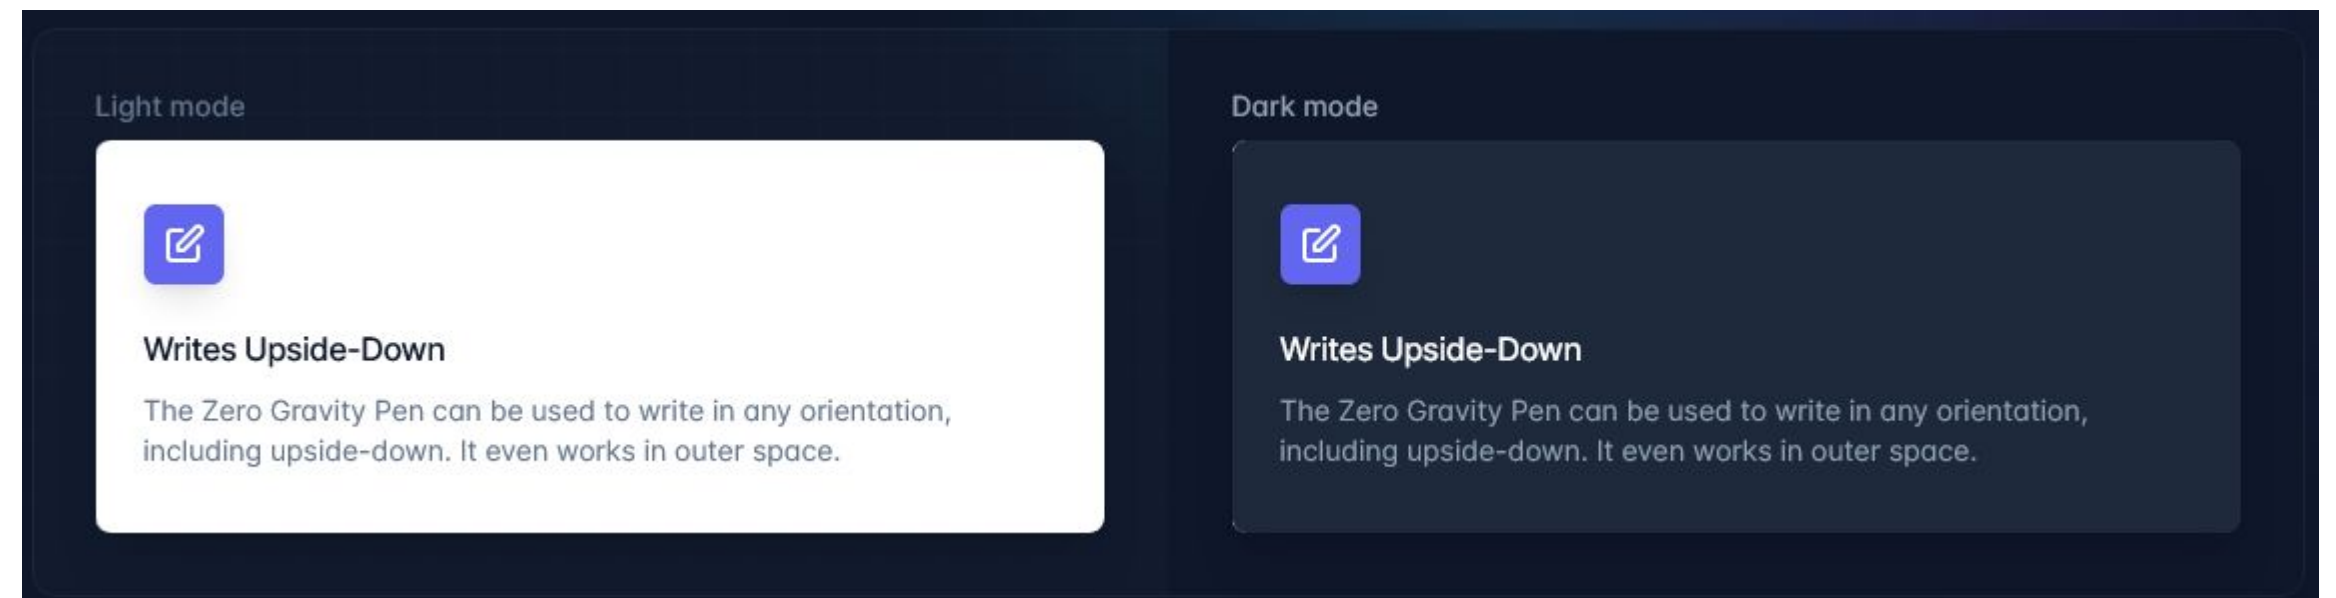 Light mode
Writes Upside-Down
The Zero Gravity Pen can be used to write in any orientation,
including upside-down. It even works in outer space.
Dark mode
Writes Upside-Down
The Zero Gravity Pen can be used to write in any orientation,
including upside-down. It even works in outer space.